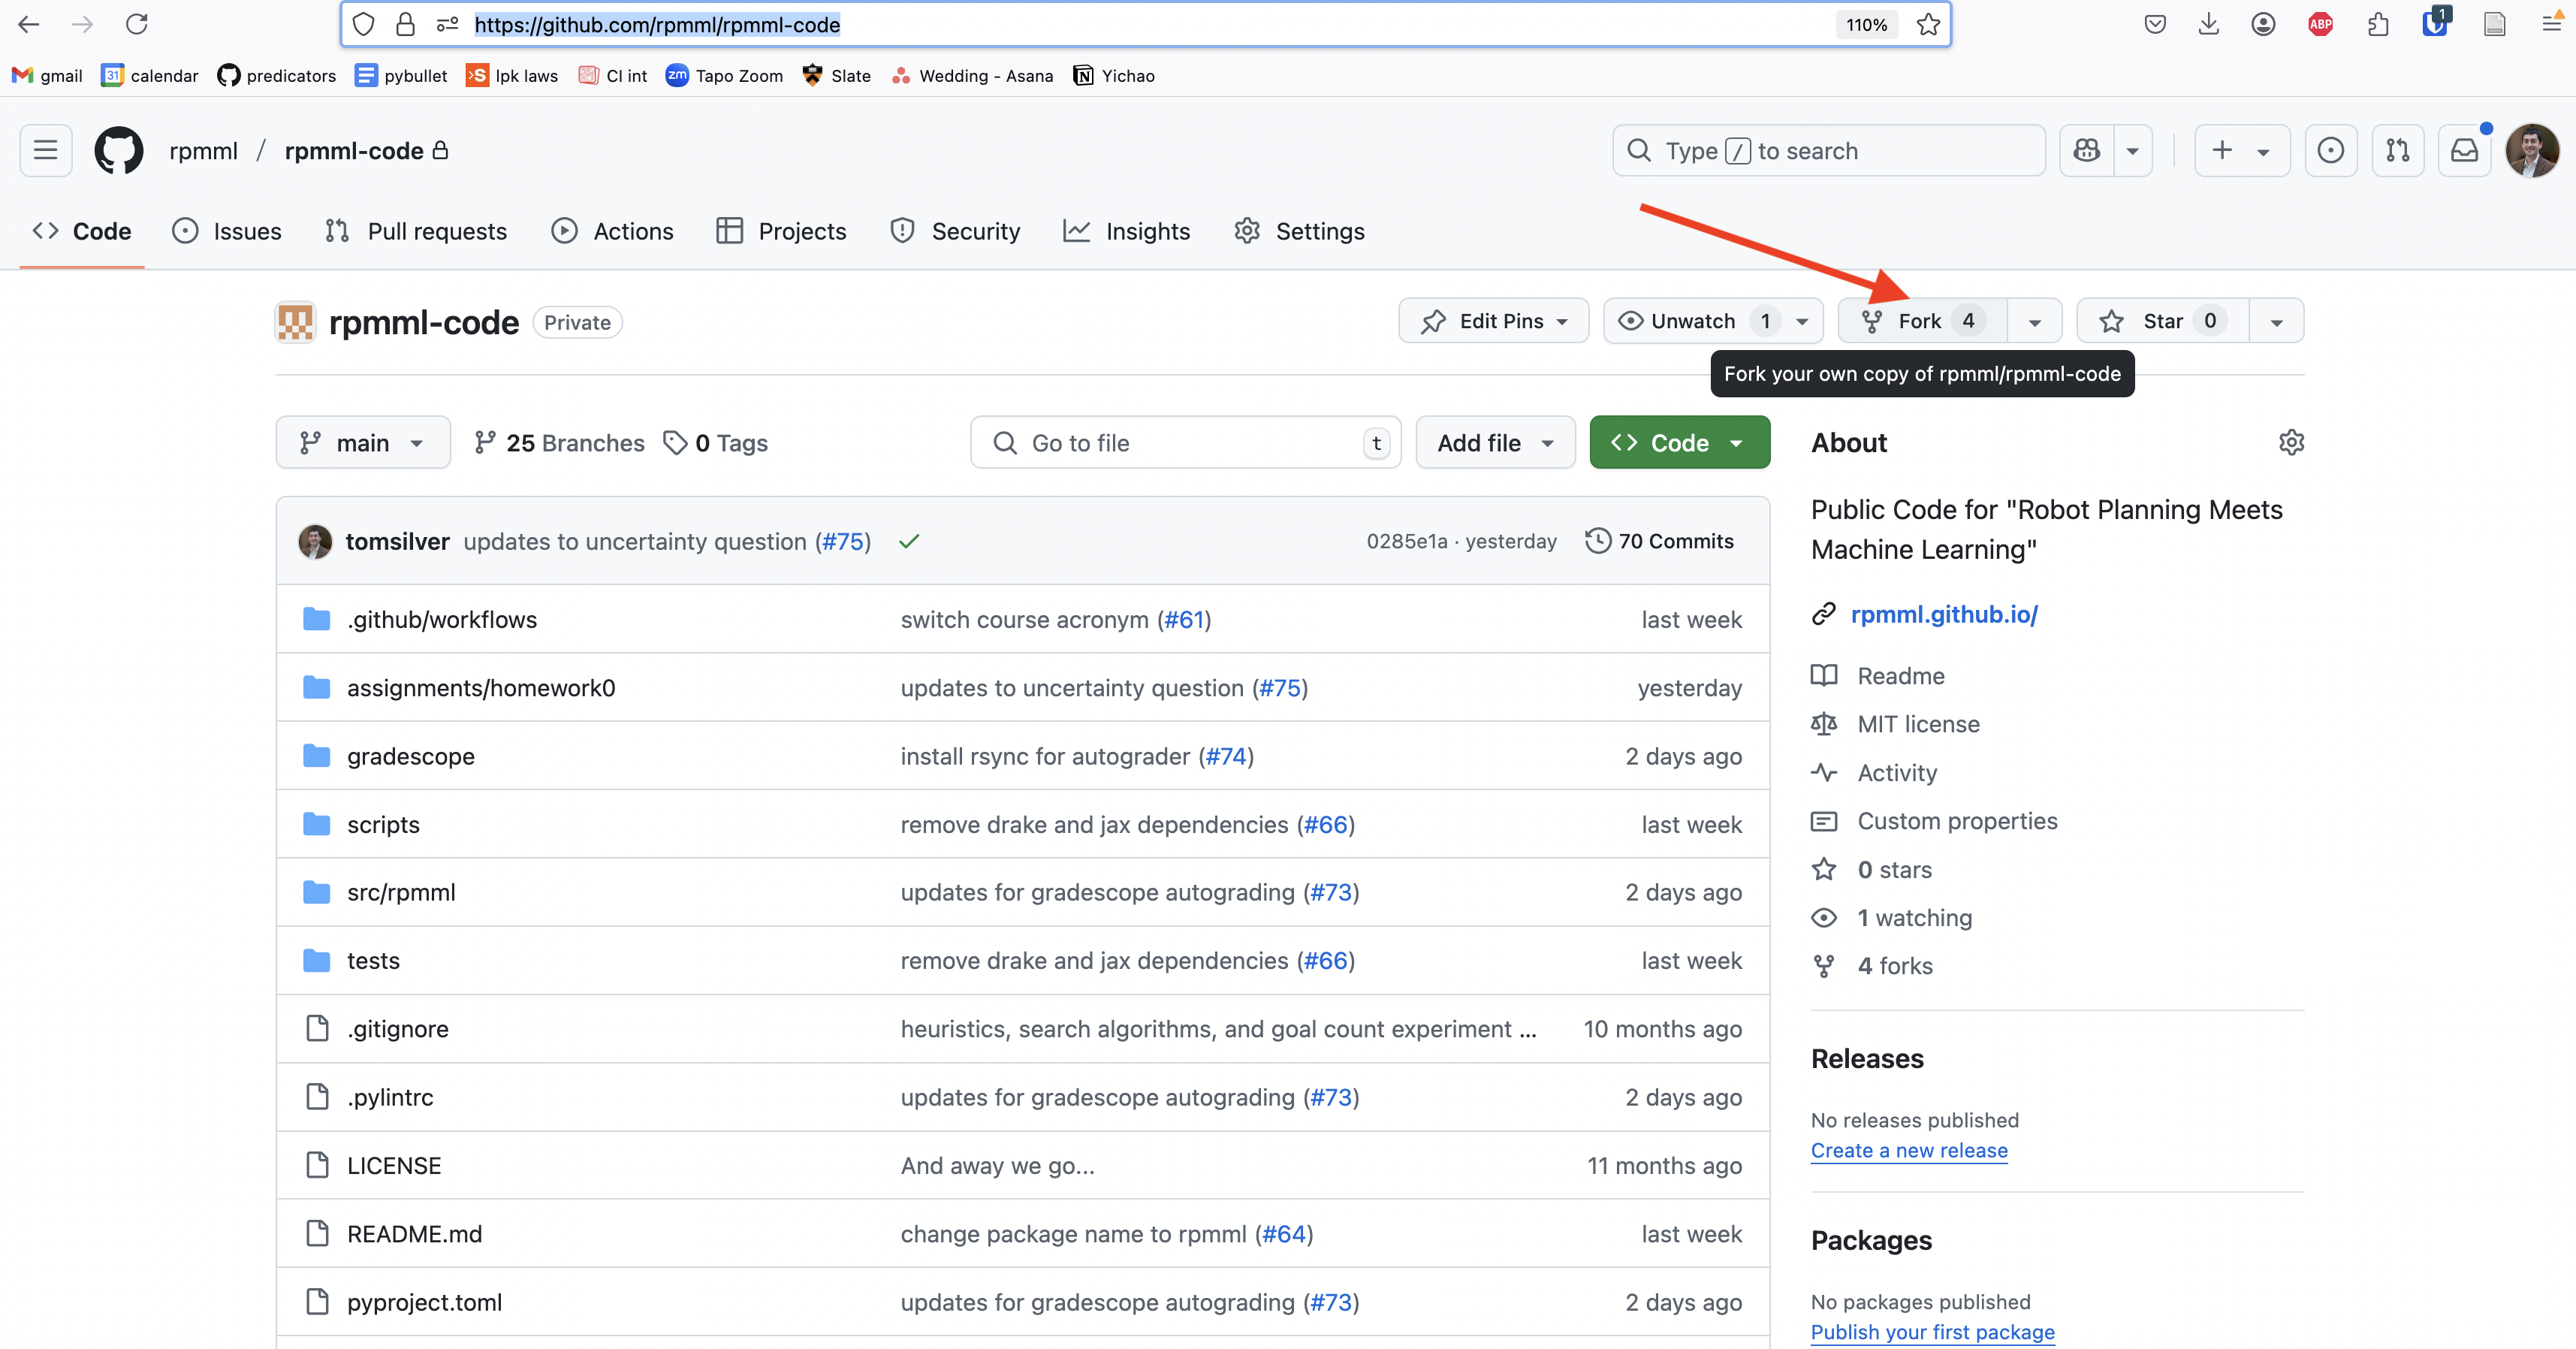 https://github.com/rpmml/rpmml-code 110% ABP 1
gmail 31 calendar predicators pybullet >S lpk laws CI int zm Tapo Zoom Slate Wedding - Asana Yichao
rpmml / rpmml-code Type / to search
Code Issues Pull requests Actions Projects Security Insights Settings
rpmml-code Private Edit Pins Unwatch 1 Fork 4 Star 0
Fork your own copy of rpmml/rpmml-code
main 25 Branches 0 Tags Go to file t Add file Code About
Public Code for "Robot Planning Meets
Machine Learning"
tomsilver updates to uncertainty question (#75) 0285e1a · yesterday 70 Commits
rpmml.github.io/
.github/workflows switch course acronym (#61) last week
Readme
assignments/homework0 updates to uncertainty question (#75) yesterday
MIT license
gradescope install rsync for autograder (#74) 2 days ago
Activity
scripts remove drake and jax dependencies (#66) last week
Custom properties
0 stars
src/rpmml updates for gradescope autograding (#73) 2 days ago
1 watching
tests remove drake and jax dependencies (#66) last week
4 forks
.gitignore heuristics, search algorithms, and goal count experiment ... 10 months ago
Releases
.pylintrc updates for gradescope autograding (#73) 2 days ago
No releases published
Create a new release
LICENSE And away we go... 11 months ago
README.md change package name to rpmml (#64) last week
Packages
pyproject.toml updates for gradescope autograding (#73) 2 days ago
No packages published
Publish your first package